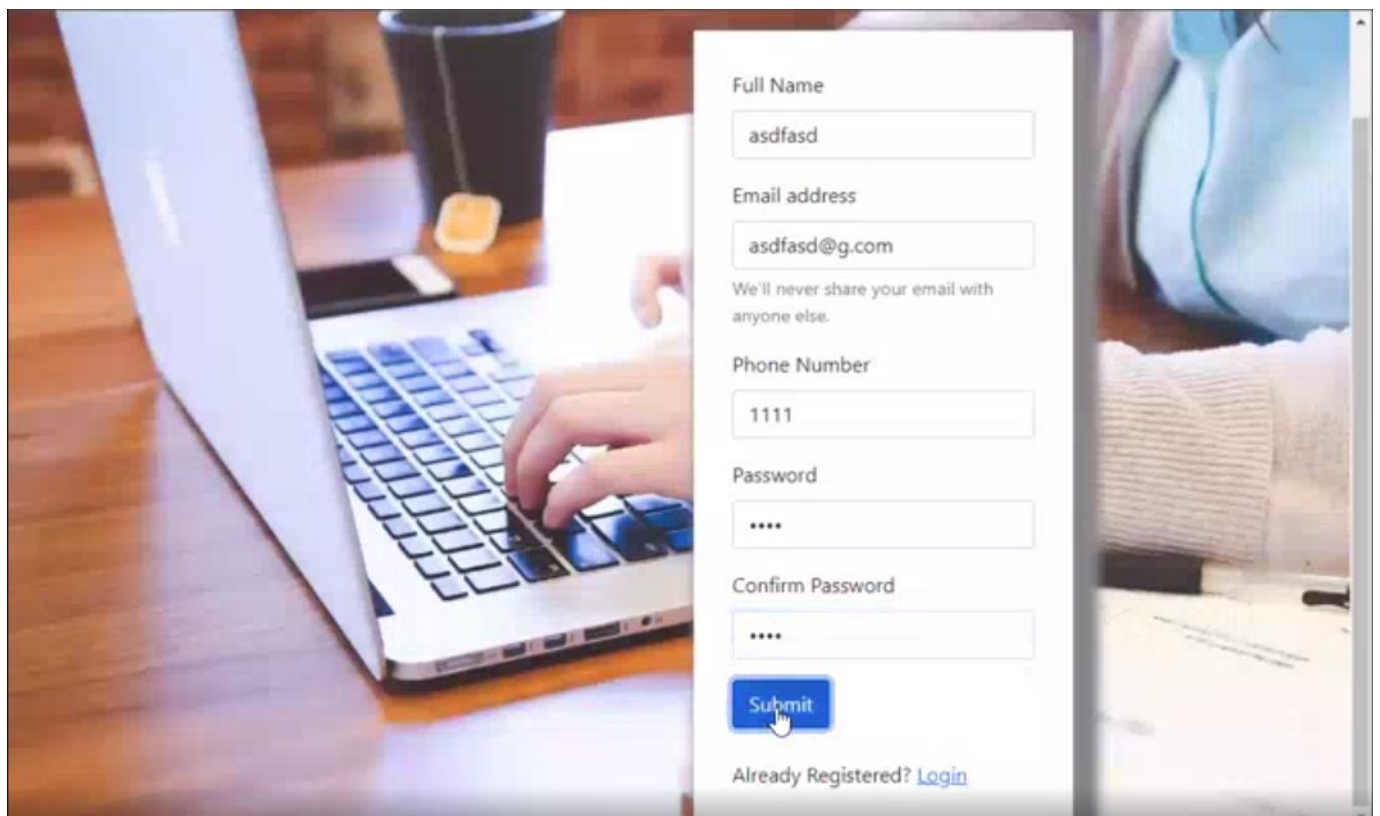 Full Name
asdfasd
Email address
asdfasd@g.com
We'll never share your email with
anyone else.
Phone Number
1111
Password
••••
Confirm Password
••••
Submit
Already Registered? Login